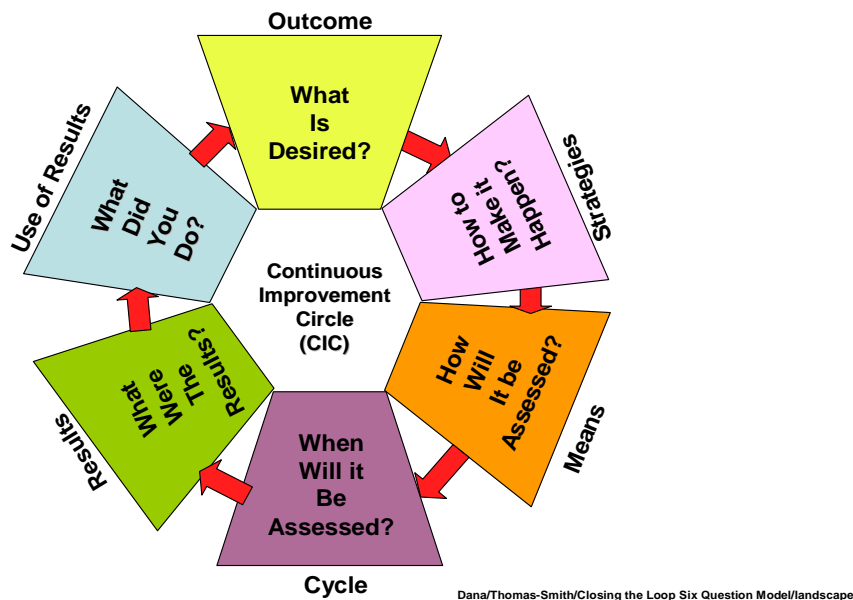 Outcome
What
Is
Desired?
Strategies
How to
Make it
Happen?
Means
How
Will
It be
Assessed?
Cycle
When
Will it
Be
Assessed?
Results
What
Were
The
Results?
Use of Results
What
Did
You
Do?
Continuous
Improvement
Circle
(CIC)
Dana/Thomas-Smith/Closing the Loop Six Question Model/landscape